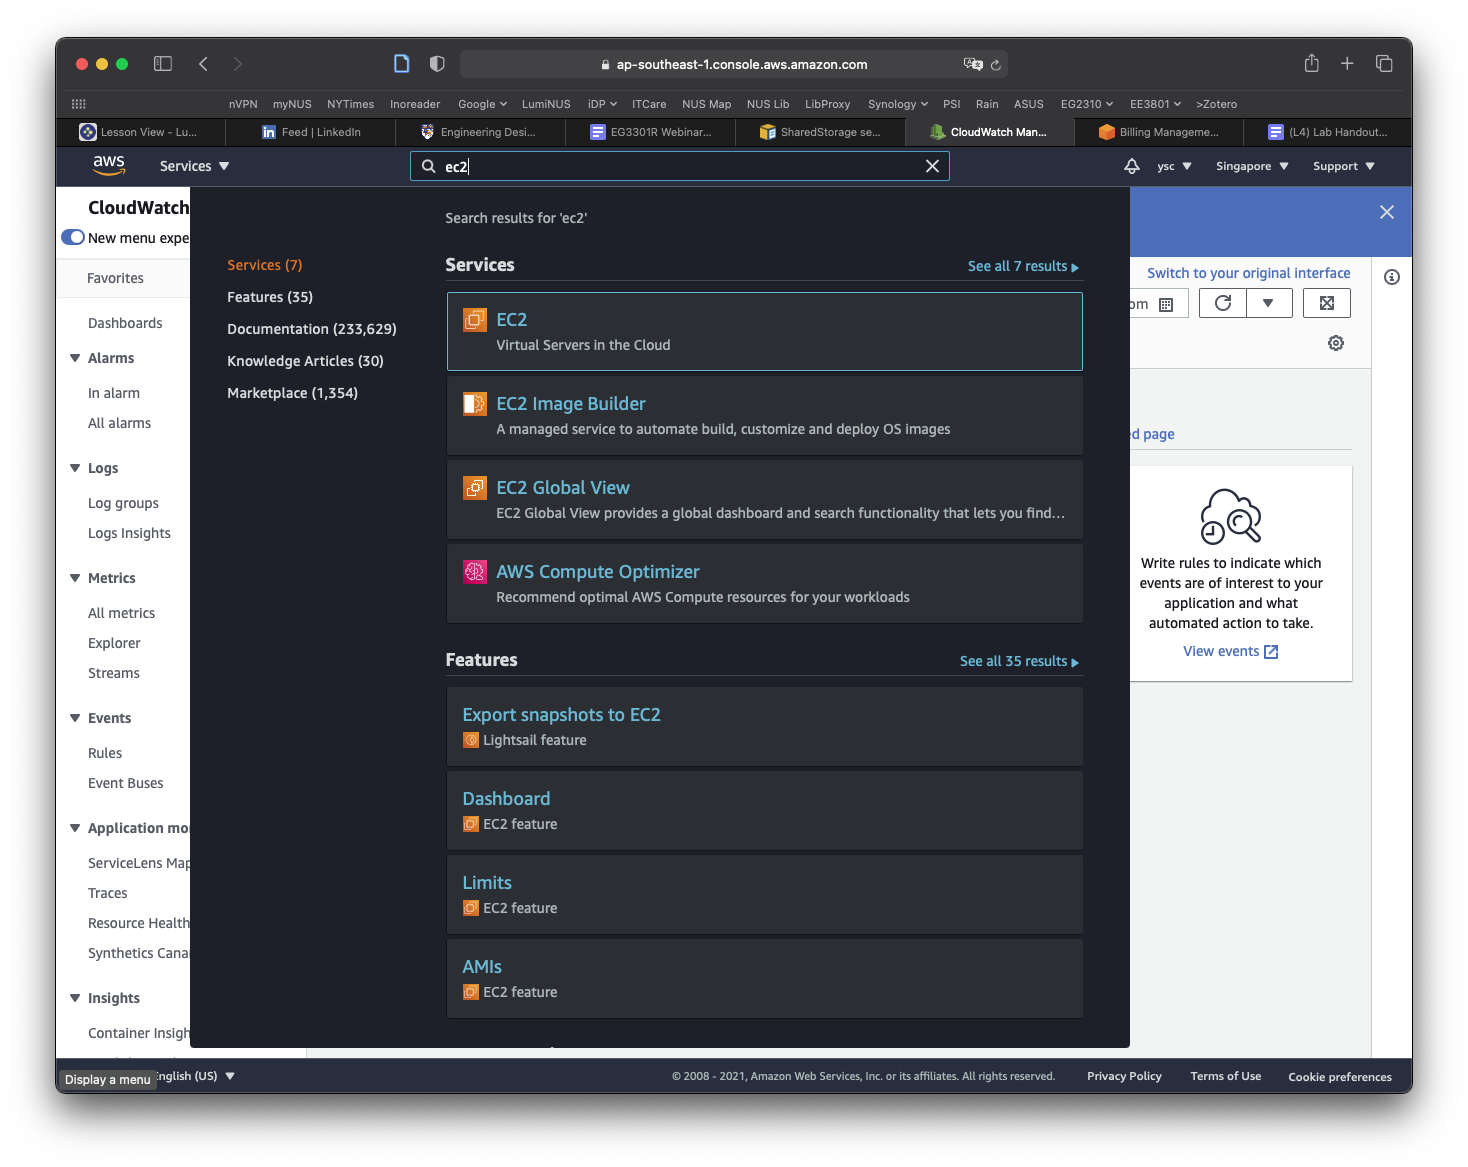 ap-southeast-1.console.aws.amazon.com
nVPN myNUS NYTimes Inoreader Google LumiNUS iDP ITCare NUS Map NUS Lib LibProxy Synology PSI Rain ASUS EG2310 EE3801 >Zotero
Lesson View - Lu... Feed | LinkedIn Engineering Desi... EG3301R Webinar... SharedStorage se... CloudWatch Man... Billing Manageme... (L4) Lab Handout...
aws Services ec2 ysc Singapore Support
CloudWatch
New menu expe
Favorites
Dashboards
Alarms
In alarm
All alarms
Logs
Log groups
Logs Insights
Metrics
All metrics
Explorer
Streams
Events
Rules
Event Buses
Application mo
ServiceLens Map
Traces
Resource Health
Synthetics Cana
Insights
Container Insigh
Search results for 'ec2'
Services (7)
Features (35)
Documentation (233,629)
Knowledge Articles (30)
Marketplace (1,354)
Services See all 7 results
EC2
Virtual Servers in the Cloud
EC2 Image Builder
A managed service to automate build, customize and deploy OS images
EC2 Global View
EC2 Global View provides a global dashboard and search functionality that lets you find...
AWS Compute Optimizer
Recommend optimal AWS Compute resources for your workloads
Features See all 35 results
Export snapshots to EC2
Lightsail feature
Dashboard
EC2 feature
Limits
EC2 feature
AMIs
EC2 feature
Switch to your original interface
om
ed page
Write rules to indicate which
events are of interest to your
application and what
automated action to take.
View events
Display a menu
nglish (US) © 2008 - 2021, Amazon Web Services, Inc. or its affiliates. All rights reserved. Privacy Policy Terms of Use Cookie preferences